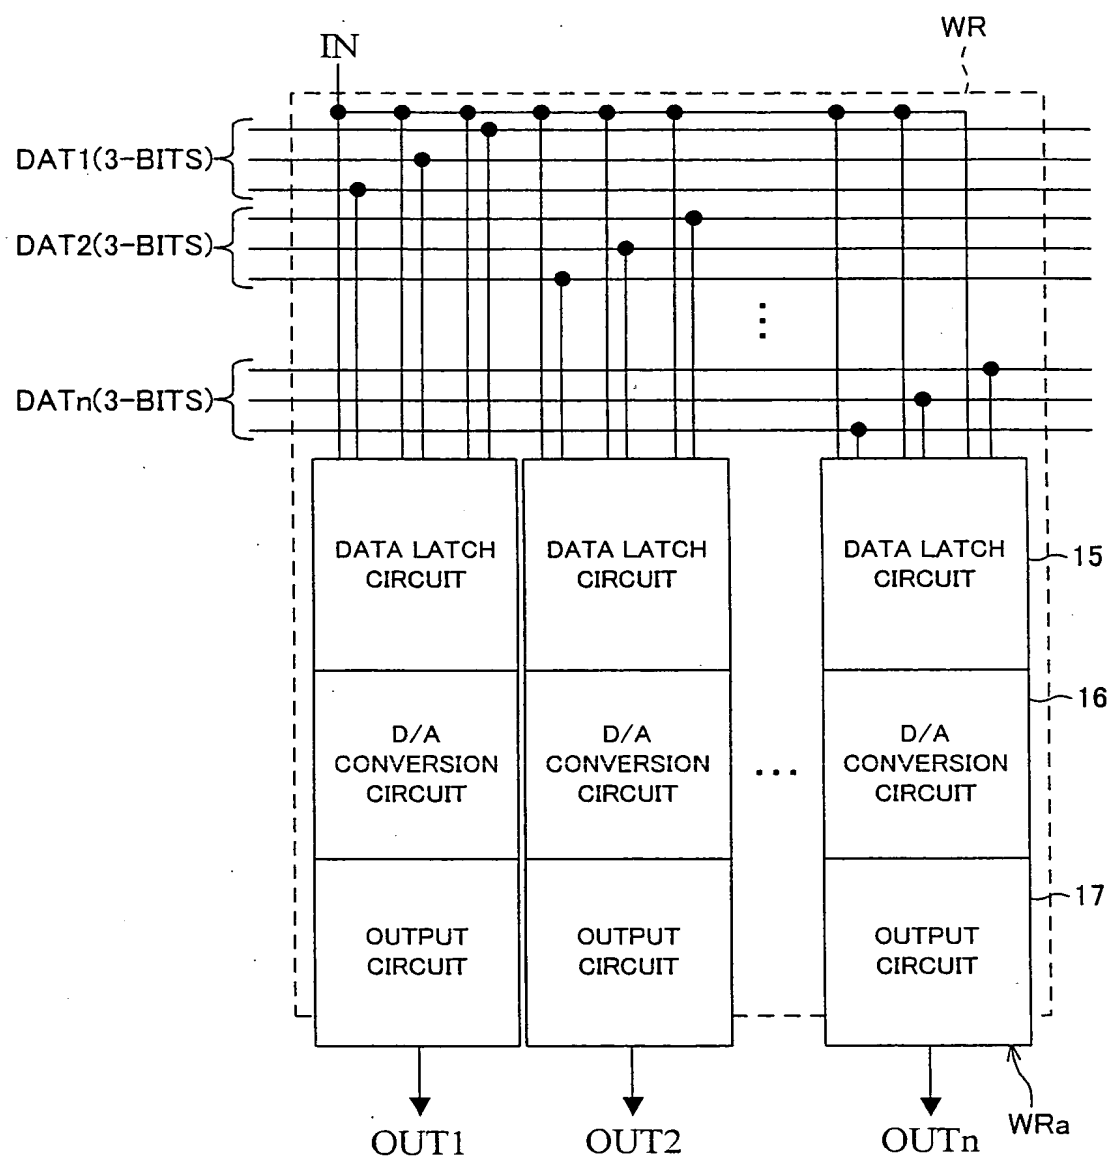 WR
IN
DAT1(3-BITS)
DAT2(3-BITS)
DATn(3-BITS)
DATA LATCH
CIRCUIT
DATA LATCH
CIRCUIT
DATA LATCH
CIRCUIT
15
D/A
CONVERSION
CIRCUIT
D/A
CONVERSION
CIRCUIT
D/A
CONVERSION
CIRCUIT
16
OUTPUT
CIRCUIT
OUTPUT
CIRCUIT
OUTPUT
CIRCUIT
17
OUT1
OUT2
OUTn
WRa